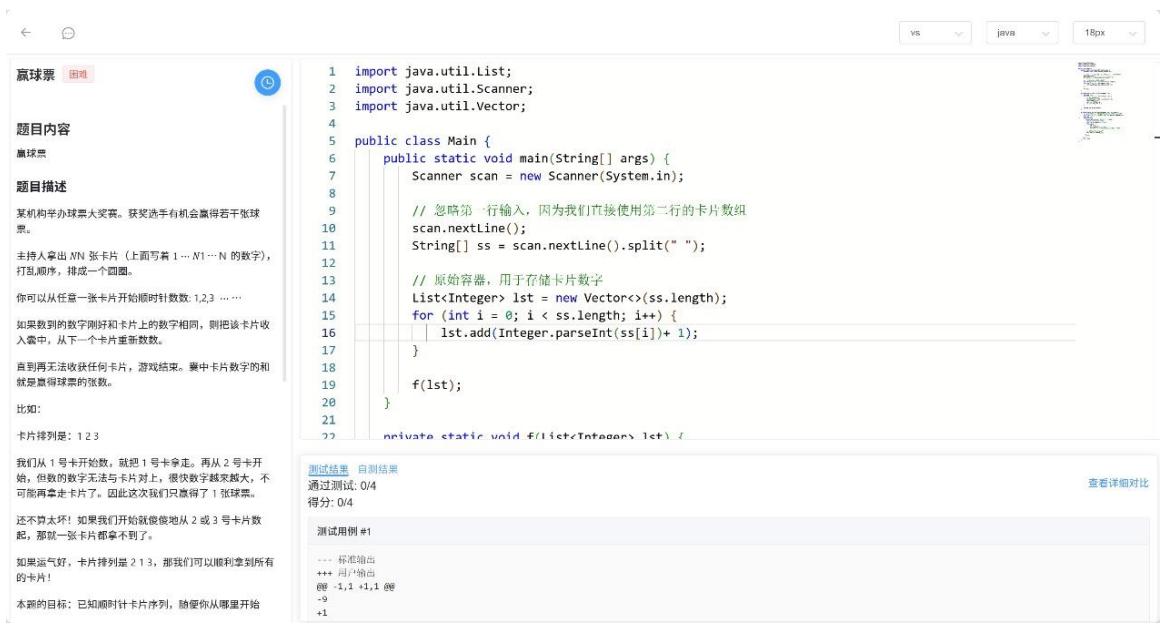 vs
java
18px
赢球票 困难
题目内容
赢球票
题目描述
某机构举办球票大奖赛。获奖选手有机会赢得若干张球
票。
主持人拿出 NN 张卡片（上面写着 1⋯N1⋯N 的数字），
打乱顺序，排成一个圆圈。
你可以从任意一张卡片开始顺时针数数: 1,2,3 ⋯⋯
如果数到的数字刚好和卡片上的数字相同，则把该卡片收
入囊中，从下一个卡片重新数数。
直到再无法收获任何卡片，游戏结束。囊中卡片数字的和
就是赢得球票的张数。
比如：
卡片排列是：1 2 3
我们从 1 号卡开始数，就把 1 号卡拿走。再从 2 号卡开
始，但数的数字无法与卡片对上，很快数字越来越大，不
可能再拿走卡片了。因此这次我们只赢得了 1 张球票。
还不算太坏！如果我们开始就傻傻地从 2 或 3 号卡片数
起，那就一张卡片都拿不到了。
如果运气好，卡片排列是 2 1 3，那我们可以顺利拿到所有
的卡片！
本题的目标：已知顺时针卡片序列，随便你从哪里开始
1 import java.util.List;
2 import java.util.Scanner;
3 import java.util.Vector;
4
5 public class Main {
6 public static void main(String[] args) {
7 Scanner scan = new Scanner(System.in);
8
9 // 忽略第一行输入，因为我们直接使用第二行的卡片数组
10 scan.nextLine();
11 String[] ss = scan.nextLine().split(" ");
12
13 // 原始容器，用于存储卡片数字
14 List<Integer> lst = new Vector<>(ss.length);
15 for (int i = 0; i < ss.length; i++) {
16 lst.add(Integer.parseInt(ss[i])+ 1);
17 }
18
19 f(lst);
20 }
21
22 private static void f(List<Integer> lst) {
测试结果 自测结果
通过测试: 0/4
查看详细对比
得分: 0/4
测试用例 #1
--- 标准输出
+++ 用户输出
@@ -1,1 +1,1 @@
-9
+1